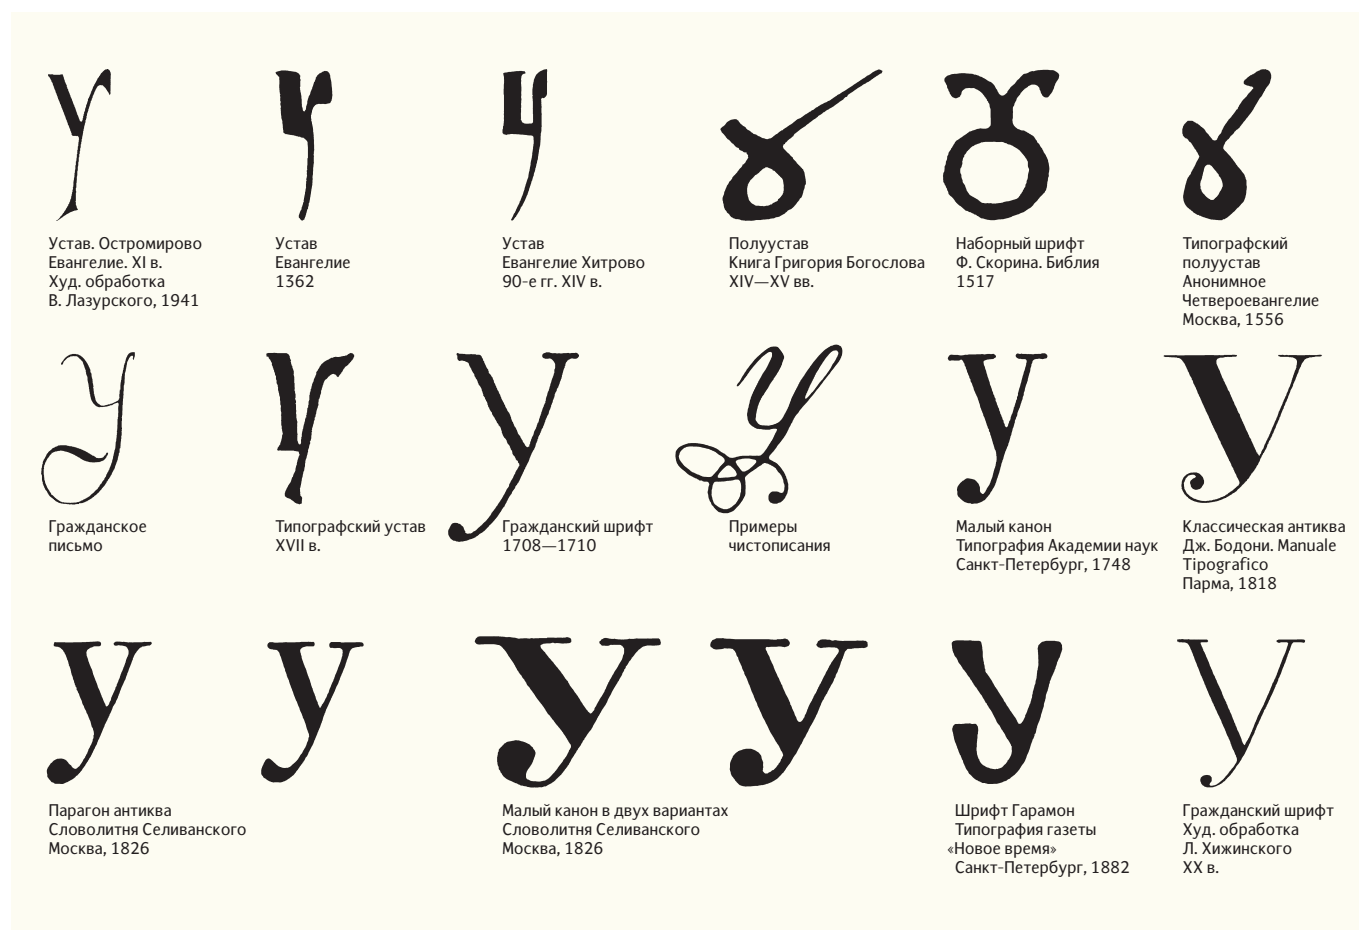 у у у у у у
Устав. Остромирово
Евангелие. XI в.
Худ. обработка
В. Лазурского, 1941
Устав
Евангелие
1362
Устав
Евангелие Хитрово
90-е гг. XIV в.
Полуустав
Книга Григория Богослова
XIV—XV вв.
Наборный шрифт
Ф. Скорина. Библия
1517
Типографский
полуустав
Анонимное
Четвероевангелие
Москва, 1556
у у у у у у
Гражданское
письмо
Типографский устав
XVII в.
Гражданский шрифт
1708—1710
Примеры
чистописания
Малый канон
Типография Академии наук
Санкт-Петербург, 1748
Классическая антиква
Дж. Бодони. Manuale
Tipografico
Парма, 1818
у у у у у у
Парагон антиква
Словолитня Селиванского
Москва, 1826
Малый канон в двух вариантах
Словолитня Селиванского
Москва, 1826
Шрифт Гарамон
Типография газеты
«Новое время»
Санкт-Петербург, 1882
Гражданский шрифт
Худ. обработка
Л. Хижинского
XX в.